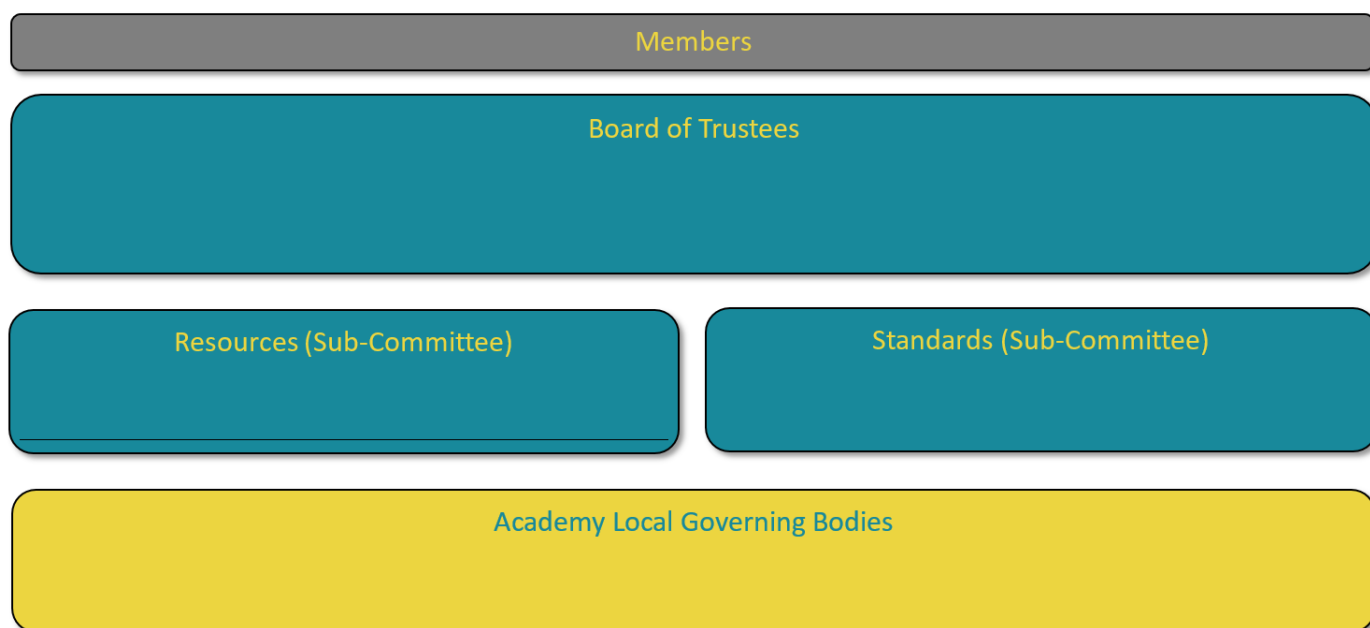 Members
Board of Trustees
Resources (Sub-Committee)
Standards (Sub-Committee)
Academy Local Governing Bodies